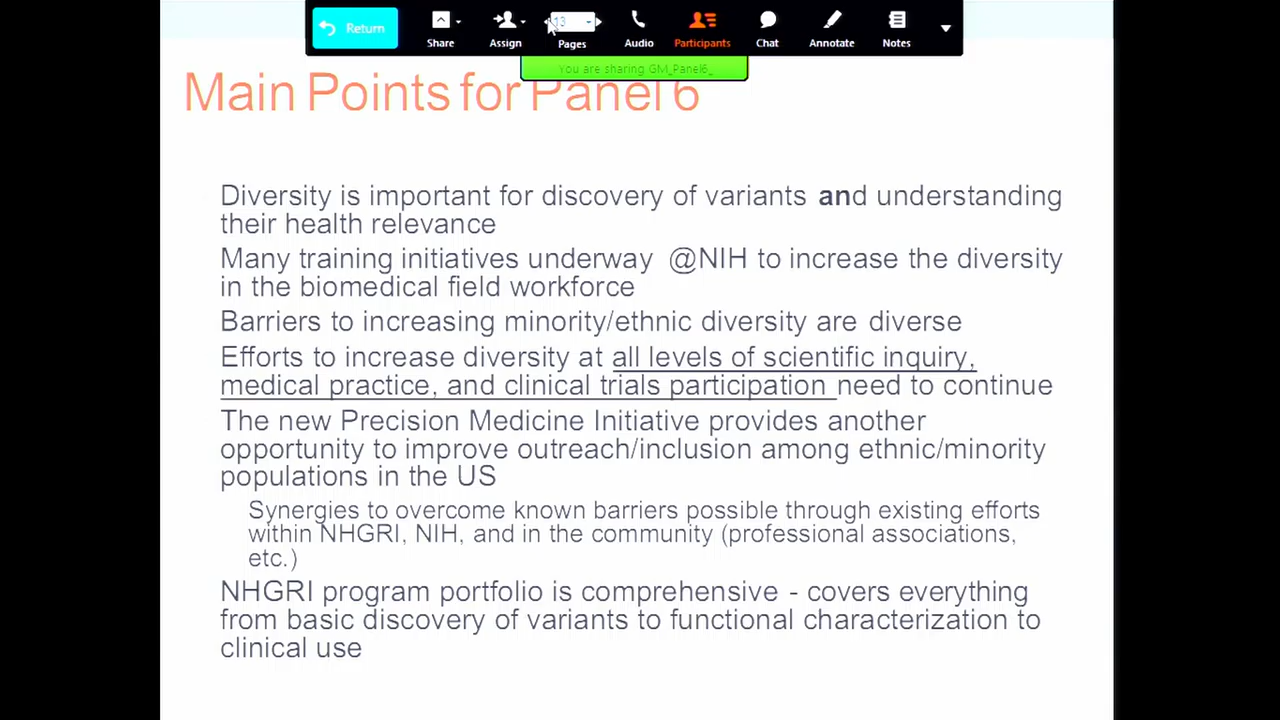 Return
Share
Assign
13
Pages
Audio
Participants
Chat
Annotate
Notes
You are sharing GM_Panel6_
Main Points for Panel 6
Diversity is important for discovery of variants and understanding
their health relevance
Many training initiatives underway @NIH to increase the diversity
in the biomedical field workforce
Barriers to increasing minority/ethnic diversity are diverse
Efforts to increase diversity at all levels of scientific inquiry,
medical practice, and clinical trials participation need to continue
The new Precision Medicine Initiative provides another
opportunity to improve outreach/inclusion among ethnic/minority
populations in the US
Synergies to overcome known barriers possible through existing efforts
within NHGRI, NIH, and in the community (professional associations,
etc.)
NHGRI program portfolio is comprehensive - covers everything
from basic discovery of variants to functional characterization to
clinical use